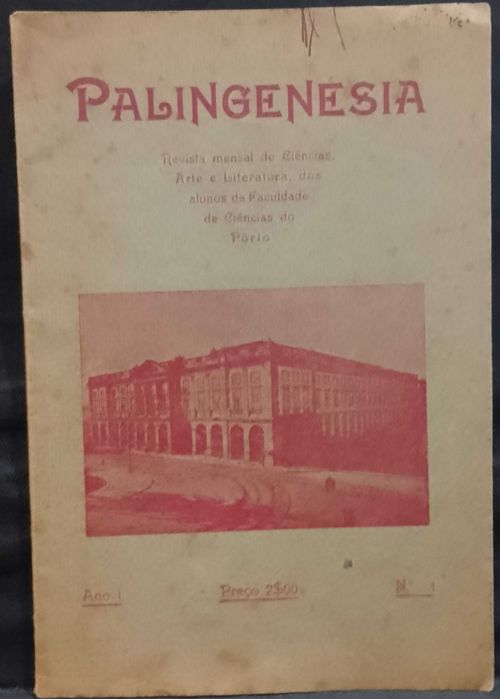 PALINGENESIA
Revista mensal de Ciências,
Arte e Literatura, dos
alunos da Faculdade
de Ciências do
Pôrto
Ano I Preço 2$00 N.º 1